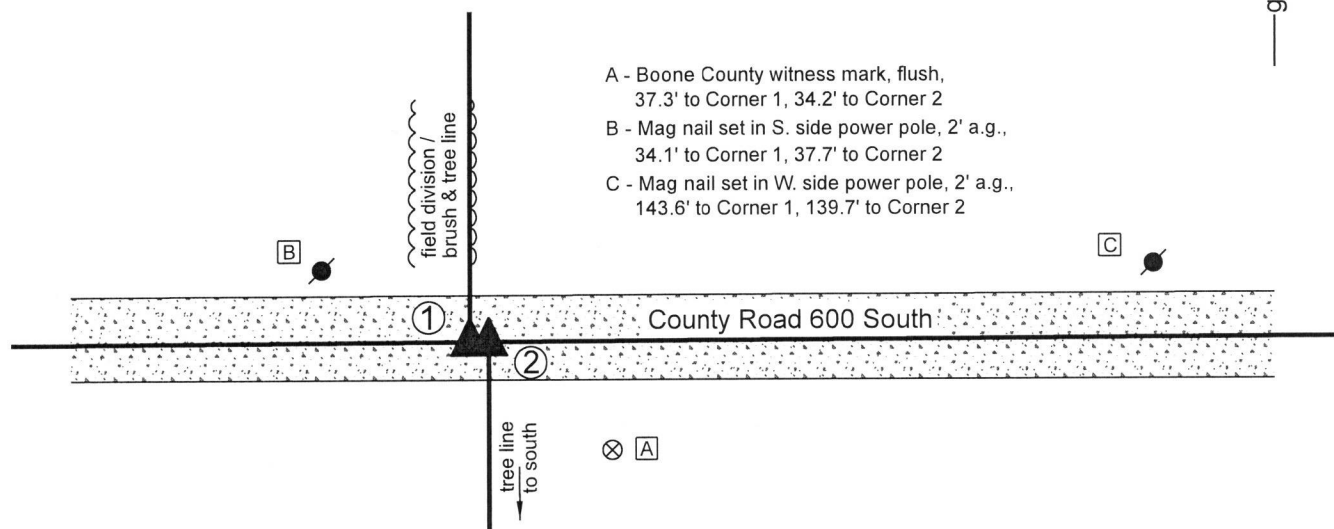 g
A - Boone County witness mark, flush,
37.3' to Corner 1, 34.2' to Corner 2
B - Mag nail set in S. side power pole, 2' a.g.,
34.1' to Corner 1, 37.7' to Corner 2
C - Mag nail set in W. side power pole, 2' a.g.,
143.6' to Corner 1, 139.7' to Corner 2
field division /
brush & tree line
B
C
1
County Road 600 South
2
tree line
to south
A